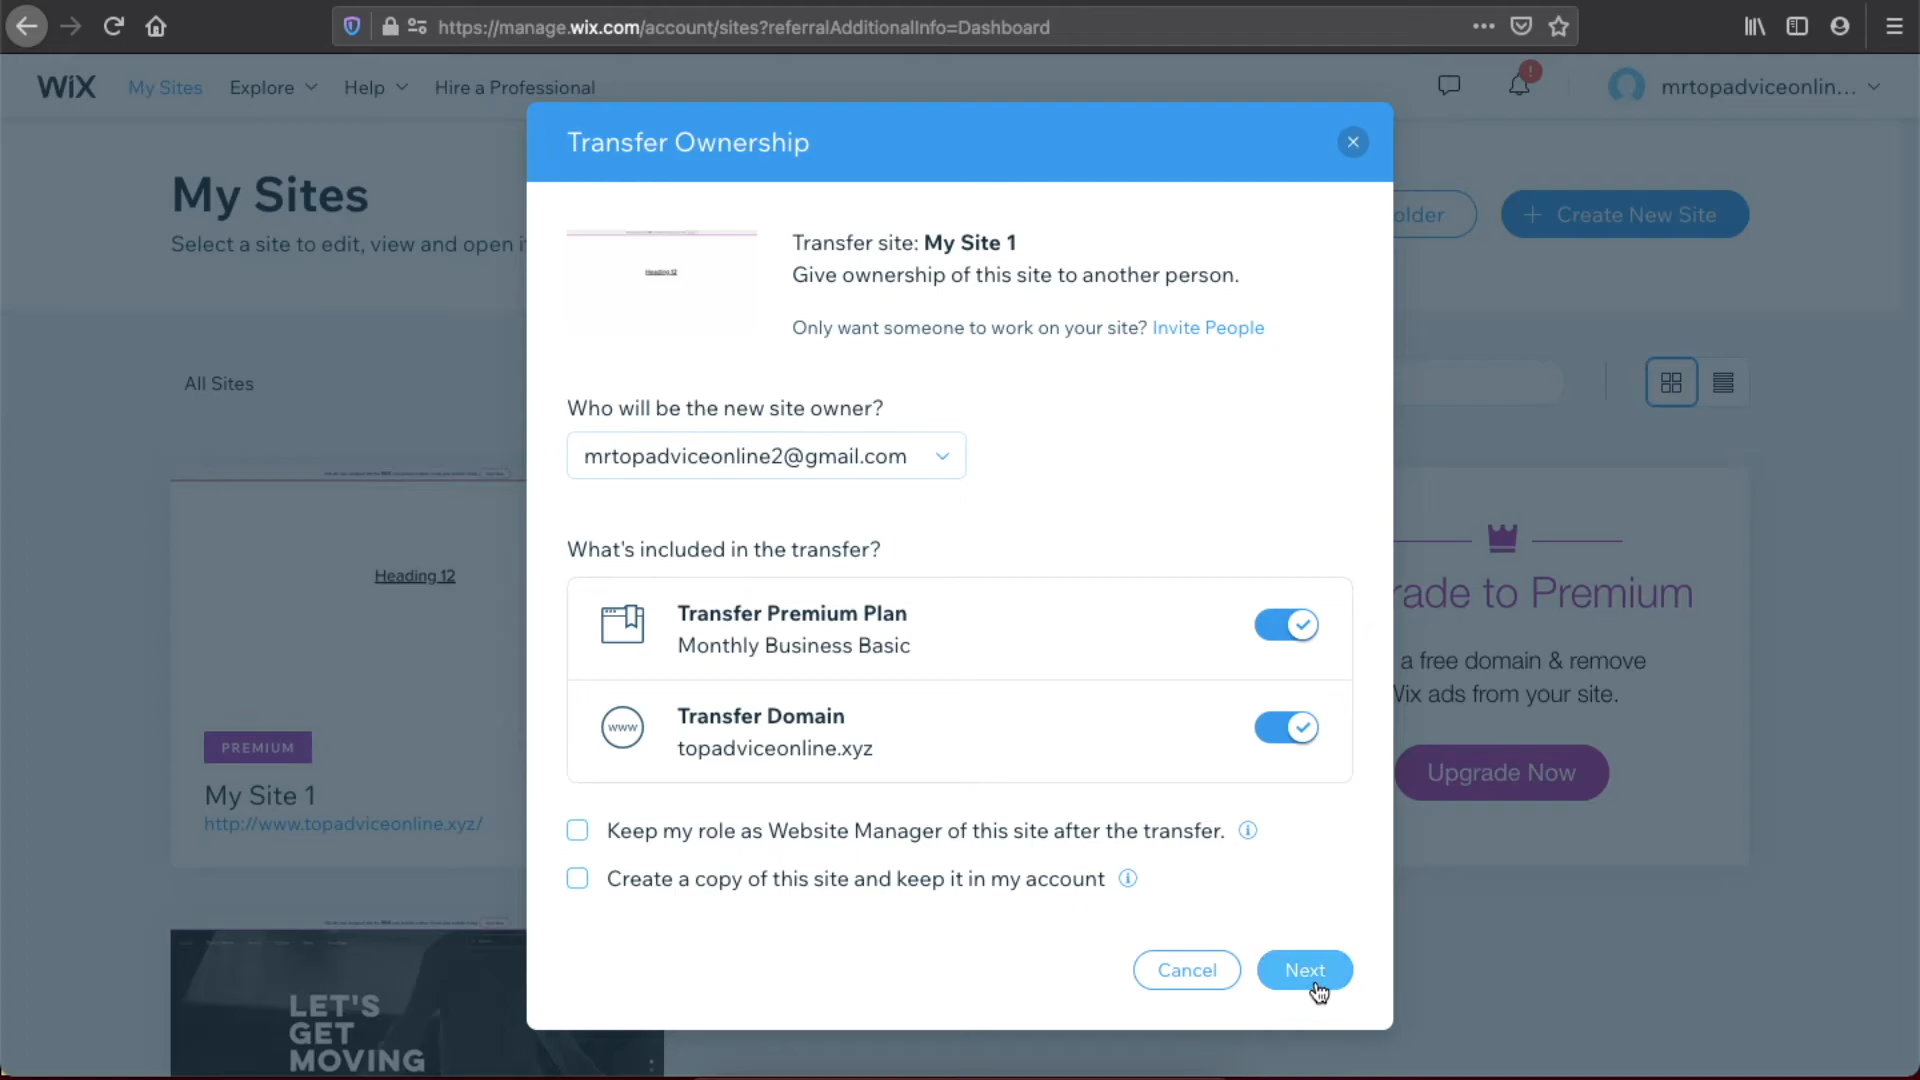 https://manage.wix.com/account/sites?referralAdditionalInfo=Dashboard
WiX
My Sites
Explore
Help
Hire a Professional
!
mrtopadviceonlin...
My Sites
Select a site to edit, view and open i
older
+ Create New Site
All Sites
Transfer Ownership
Heading 12
Transfer site: My Site 1
Give ownership of this site to another person.
Only want someone to work on your site? Invite People
Who will be the new site owner?
mrtopadviceonline2@gmail.com
What's included in the transfer?
Transfer Premium Plan
Monthly Business Basic
www
Transfer Domain
topadviceonline.xyz
Keep my role as Website Manager of this site after the transfer.
Create a copy of this site and keep it in my account
Cancel
Next
Heading 12
PREMIUM
My Site 1
http://www.topadviceonline.xyz/
rade to Premium
a free domain & remove
Wix ads from your site.
Upgrade Now
LET'S
GET
MOVING